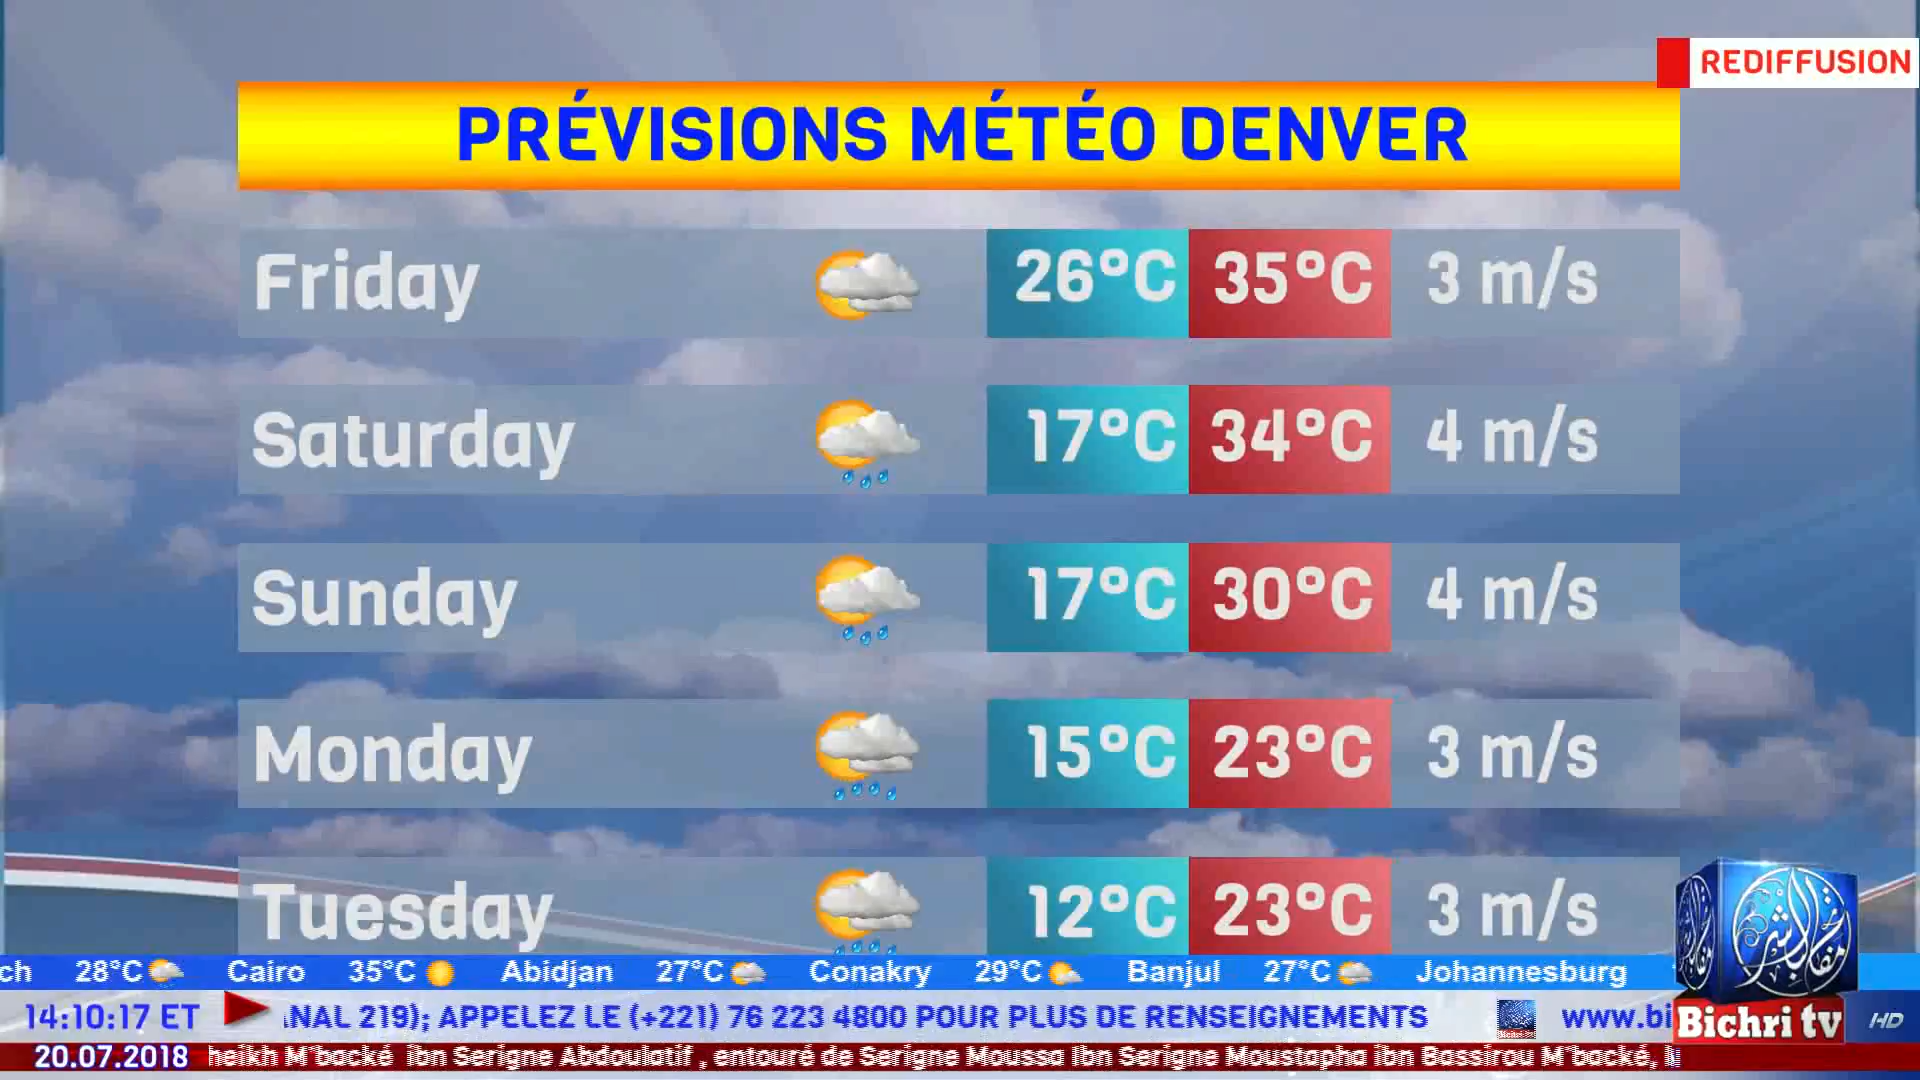 REDIFFUSION
PRÉVISIONS MÉTÉO DENVER
Friday 26°C 35°C 3 m/s
Saturday 17°C 34°C 4 m/s
Sunday 17°C 30°C 4 m/s
Monday 15°C 23°C 3 m/s
Tuesday 12°C 23°C 3 m/s
ch 28°C Cairo 35°C Abidjan 27°C Conakry 29°C Banjul 27°C Johannesburg
14:10:17 ET NAL 219); APPELEZ LE (+221) 76 223 4800 POUR PLUS DE RENSEIGNEMENTS www.bi
Bichri tv HD
20.07.2018 heikh M'backé ibn Serigne Abdoulatif , entouré de Serigne Moussa Ibn Serigne Moustapha ibn Bassirou M'backé,